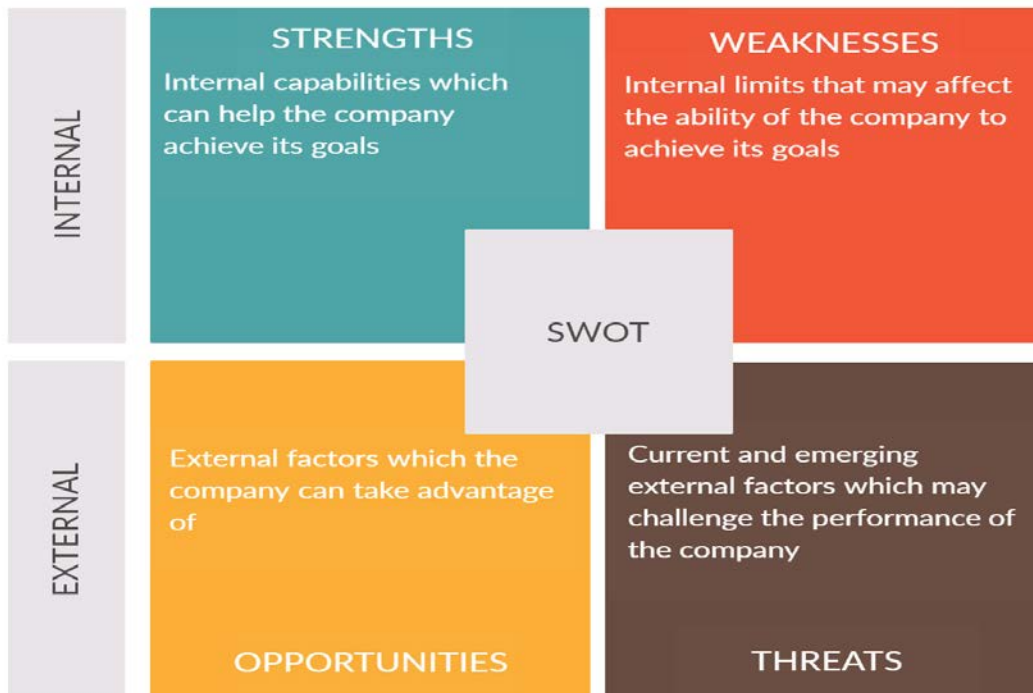 INTERNAL
STRENGTHS
Internal capabilities which
can help the company
achieve its goals
WEAKNESSES
Internal limits that may affect
the ability of the company to
achieve its goals
SWOT
EXTERNAL
External factors which the
company can take advantage
of
OPPORTUNITIES
Current and emerging
external factors which may
challenge the performance of
the company
THREATS